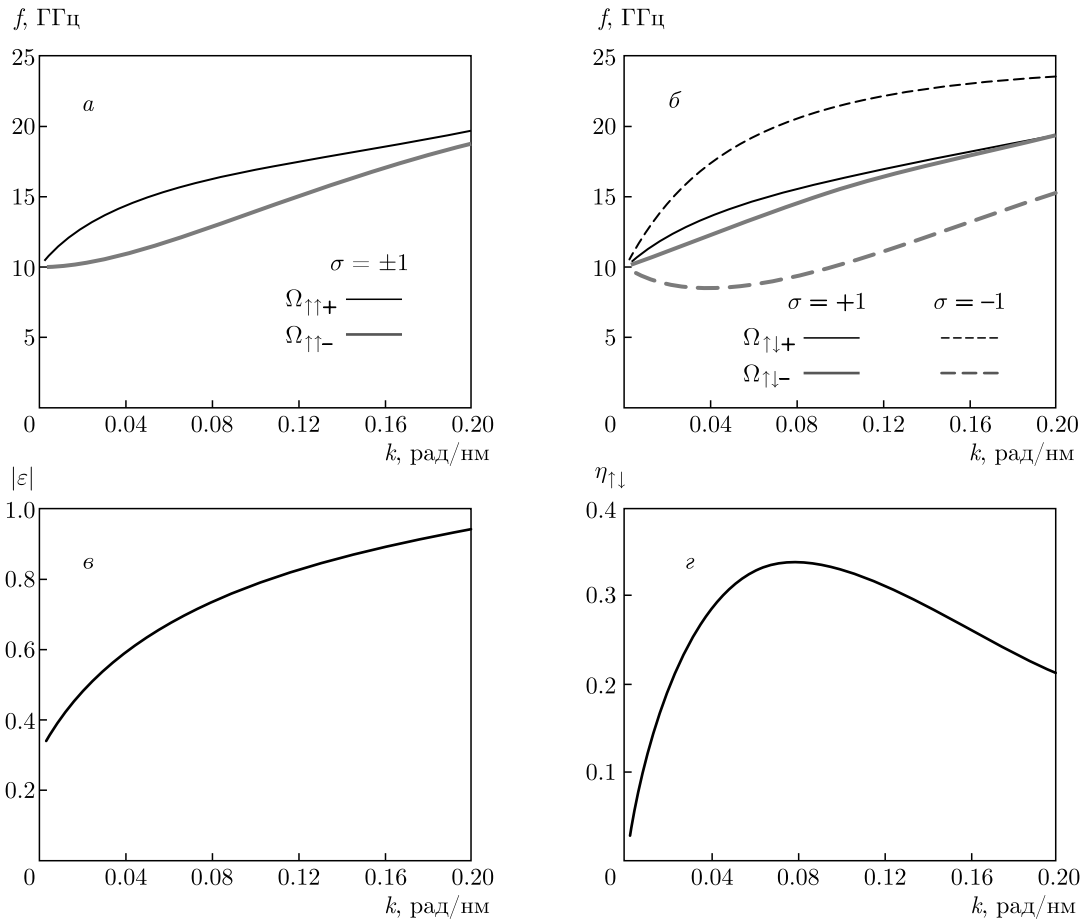 f, ГГц
25
20
15
10
5
0
0.04
0.08
0.12
0.16
0.20
k, рад/нм
а
σ = ±1
Ω↑↑+
Ω↑↑−
f, ГГц
25
20
15
10
5
0
0.04
0.08
0.12
0.16
0.20
k, рад/нм
б
σ = +1 σ = −1
Ω↑↓+
Ω↑↓−
|ε|
1.0
0.8
0.6
0.4
0.2
0
0.04
0.08
0.12
0.16
0.20
k, рад/нм
в
η↑↓
0.4
0.3
0.2
0.1
0
0.04
0.08
0.12
0.16
0.20
k, рад/нм
г